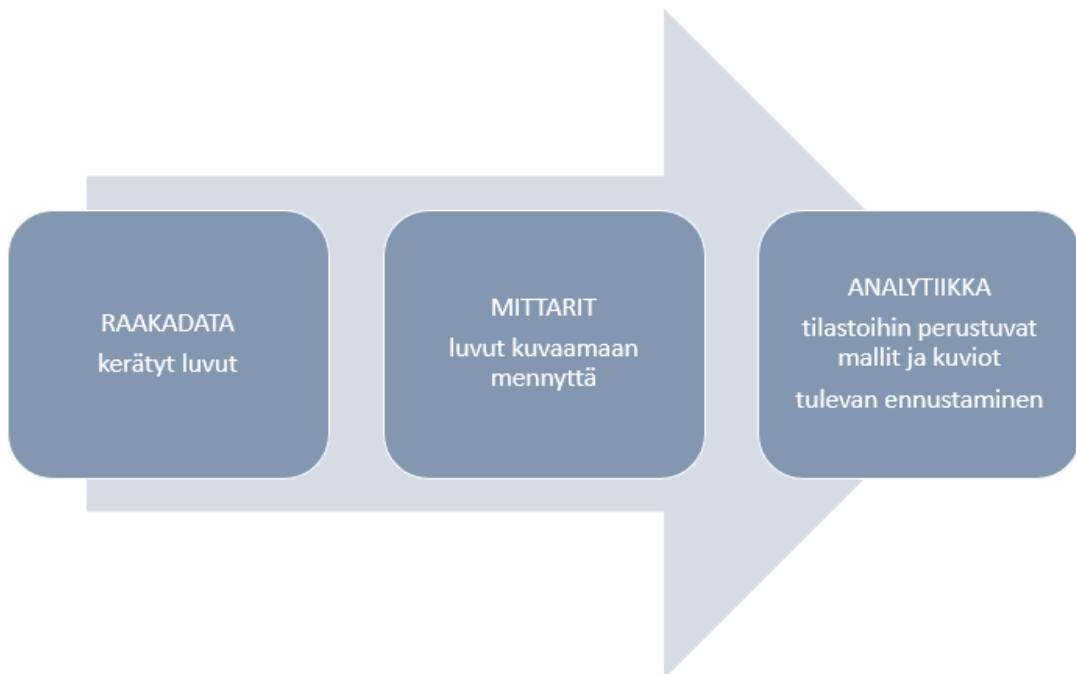 RAAKADATA
kerätyt luvut
MITTARIT
luvut kuvaamaan
mennyttä
ANALYTIIKKA
tilastoihin perustuvat
mallit ja kuviot
tulevan ennustaminen